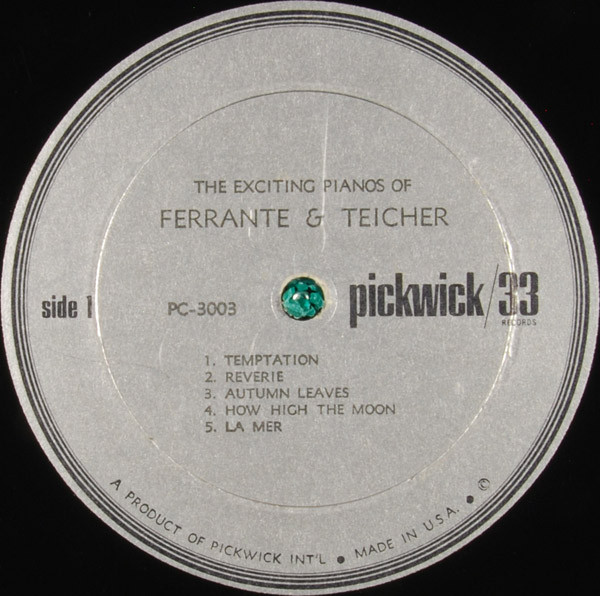 THE EXCITING PIANOS OF
FERRANTE & TEICHER
side 1
PC-3003
pickwick/33
RECORDS
1. TEMPTATION
2. REVERIE
3. AUTUMN LEAVES
4. HOW HIGH THE MOON
5. LA MER
A PRODUCT OF PICKWICK INT'L • MADE IN U.S.A. • ©